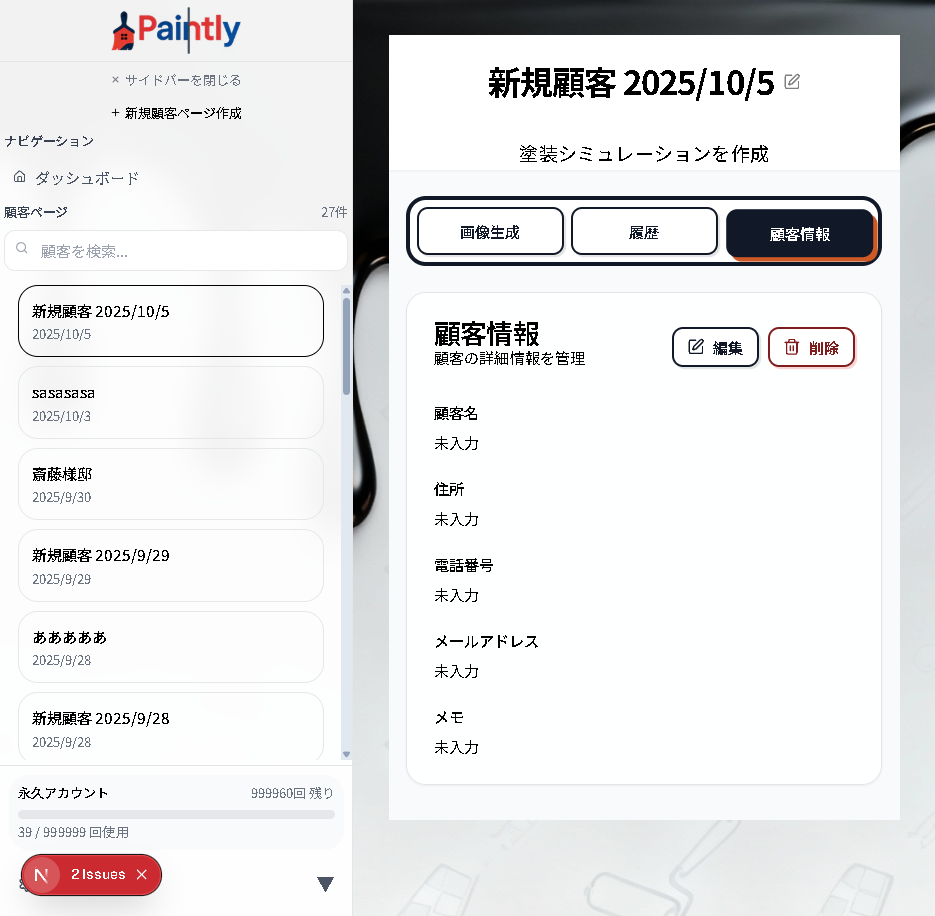 Paintly
× サイドバーを閉じる
+ 新規顧客ページ作成
ナビゲーション
ダッシュボード
顧客ページ 27件
顧客を検索...
新規顧客 2025/10/5
2025/10/5
sasasasa
2025/10/3
斎藤様邸
2025/9/30
新規顧客 2025/9/29
2025/9/29
あああああ
2025/9/28
新規顧客 2025/9/28
2025/9/28
永久アカウント 999960回 残り
39 / 999999 回使用
N 2 Issues ×
新規顧客 2025/10/5
塗装シミュレーションを作成
画像生成 履歴 顧客情報
顧客情報
顧客の詳細情報を管理
編集 削除
顧客名
未入力
住所
未入力
電話番号
未入力
メールアドレス
未入力
メモ
未入力